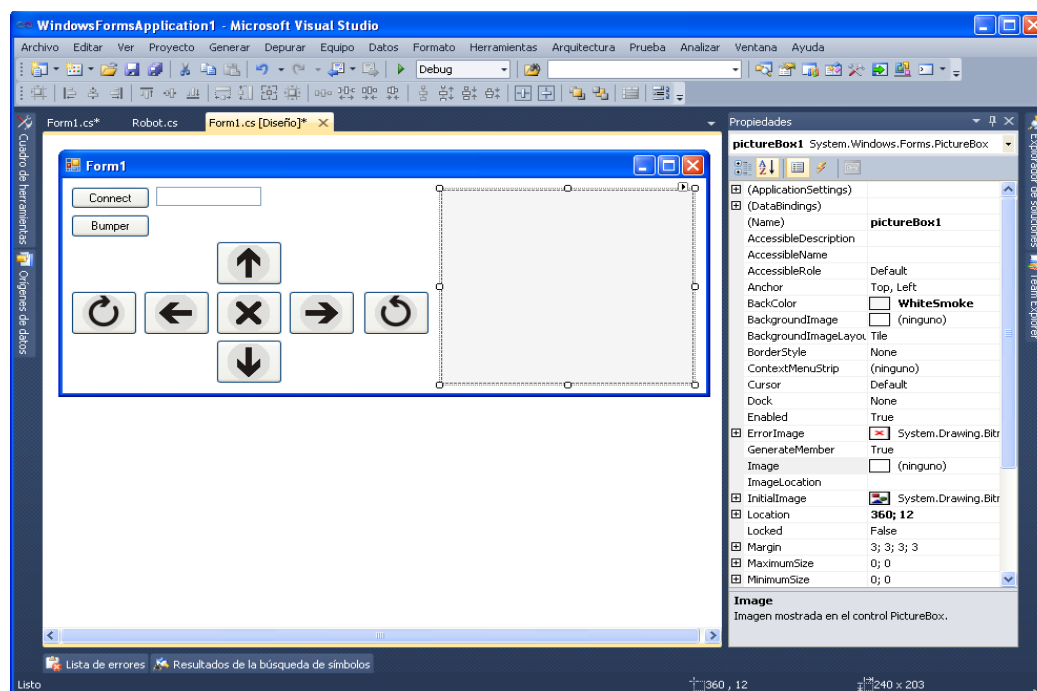 WindowsFormsApplication1 - Microsoft Visual Studio
Archivo Editar Ver Proyecto Generar Depurar Equipo Datos Formato Herramientas Arquitectura Prueba Analizar Ventana Ayuda
Debug
Form1.cs* Robot.cs Form1.cs [Diseño]*
Cuadro de herramientas
Orígenes de datos
Form1
Connect
Bumper
Propiedades
pictureBox1 System.Windows.Forms.PictureBox
(ApplicationSettings)
(DataBindings)
(Name) pictureBox1
AccessibleDescription
AccessibleName
AccessibleRole Default
Anchor Top, Left
BackColor WhiteSmoke
BackgroundImage (ninguno)
BackgroundImageLayou Tile
BorderStyle None
ContextMenuStrip (ninguno)
Cursor Default
Dock None
Enabled True
ErrorImage System.Drawing.Bitr
GenerateMember True
Image (ninguno)
ImageLocation
InitialImage System.Drawing.Bitr
Location 360; 12
Locked False
Margin 3; 3; 3; 3
MaximumSize 0; 0
MinimumSize 0; 0
Image
Imagen mostrada en el control PictureBox.
Explorador de soluciones
Team Explorer
Lista de errores Resultados de la búsqueda de símbolos
Listo 360 , 12 240 x 203